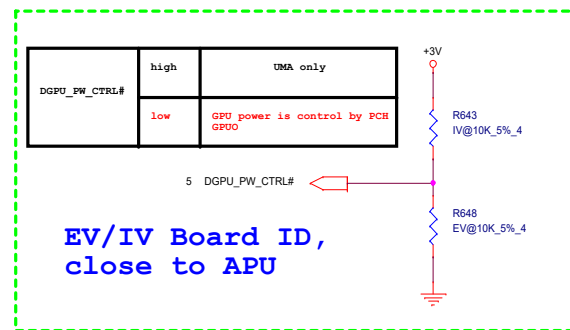 high
UMA only
DGPU_PW_CTRL#
low
GPU power is control by PCH
GPUO
+3V
R643
IV@10K_5%_4
5 DGPU_PW_CTRL#
R648
EV@10K_5%_4
EV/IV Board ID,
close to APU